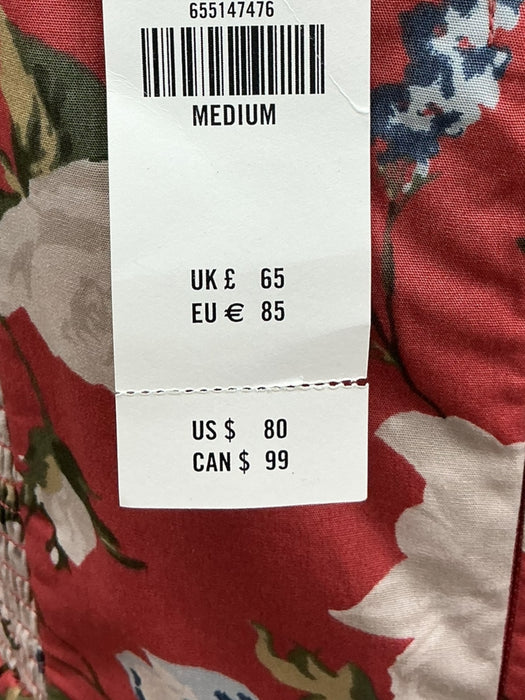 655147476
MEDIUM
UK £ 65
EU € 85
US $ 80
CAN $ 99